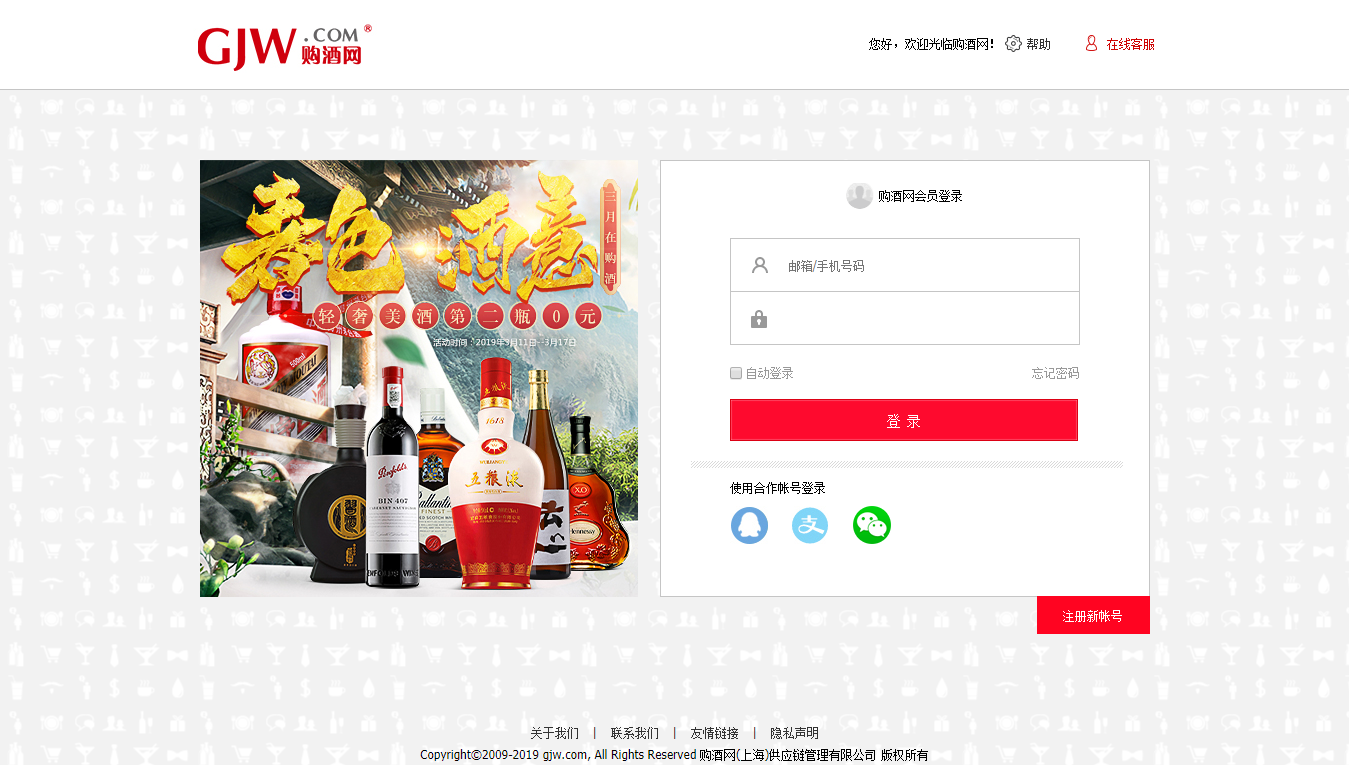 GJW.COM®
购酒网
您好，欢迎光临购酒网！ 帮助 在线客服
春色酒意
三月在购酒
轻奢美酒第二瓶0元
活动时间：2019年3月11日--3月17日
500ml
MOUTAI
Penfolds
BIN 407
CABERNET SAUVIGNON
Ballantine's
FINEST
1618
WULIANGYE
五粮液
X.O
Hennessy
购酒网会员登录
邮箱/手机号码
自动登录 忘记密码
登 录
使用合作帐号登录
注册新帐号
关于我们 | 联系我们 | 友情链接 | 隐私声明
Copyright©2009-2019 gjw.com, All Rights Reserved 购酒网(上海)供应链管理有限公司 版权所有